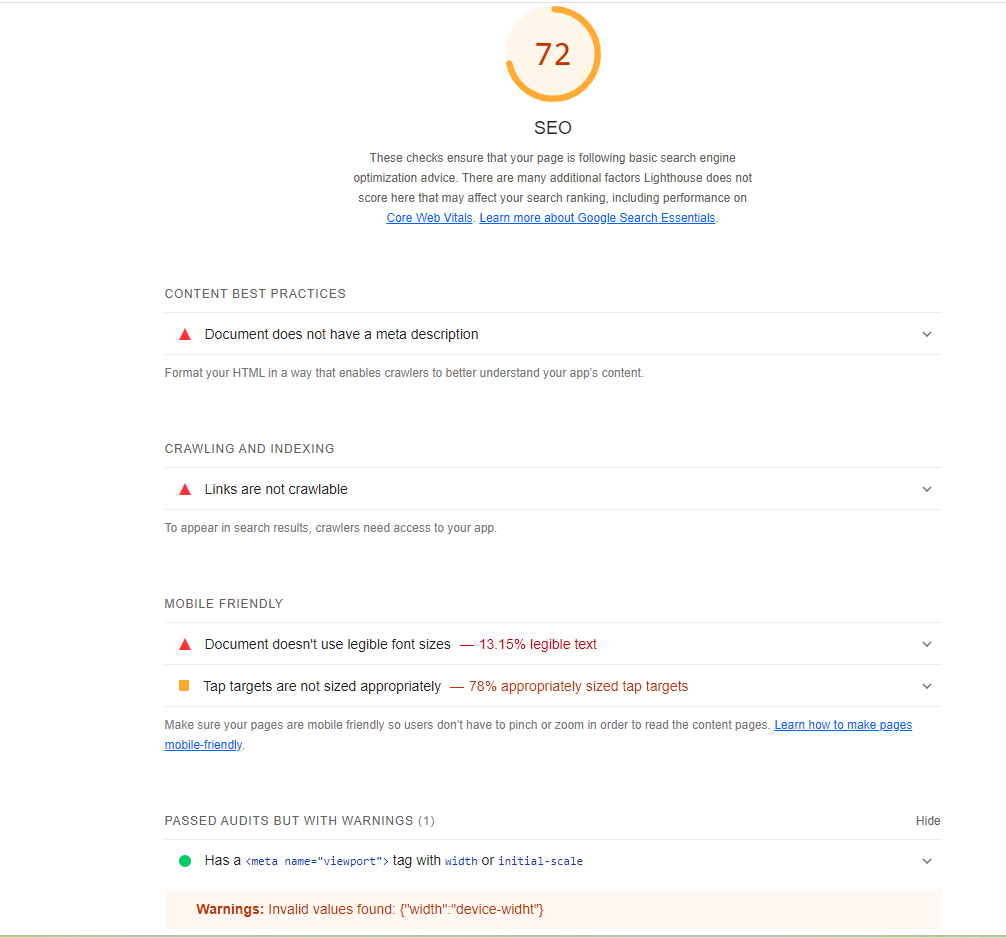 72
SEO
These checks ensure that your page is following basic search engine
optimization advice. There are many additional factors Lighthouse does not
score here that may affect your search ranking, including performance on
Core Web Vitals. Learn more about Google Search Essentials.
CONTENT BEST PRACTICES
Document does not have a meta description
Format your HTML in a way that enables crawlers to better understand your app's content.
CRAWLING AND INDEXING
Links are not crawlable
To appear in search results, crawlers need access to your app.
MOBILE FRIENDLY
Document doesn't use legible font sizes — 13.15% legible text
Tap targets are not sized appropriately — 78% appropriately sized tap targets
Make sure your pages are mobile friendly so users don't have to pinch or zoom in order to read the content pages. Learn how to make pages
mobile-friendly.
PASSED AUDITS BUT WITH WARNINGS (1) Hide
Has a <meta name="viewport"> tag with width or initial-scale
Warnings: Invalid values found: {"width":"device-widht"}